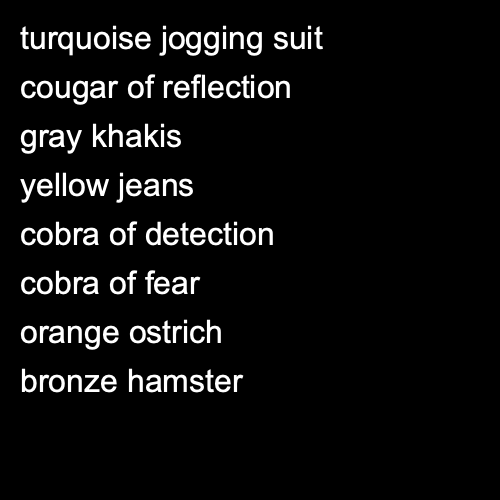 turquoise jogging suit
cougar of reflection
gray khakis
yellow jeans
cobra of detection
cobra of fear
orange ostrich
bronze hamster